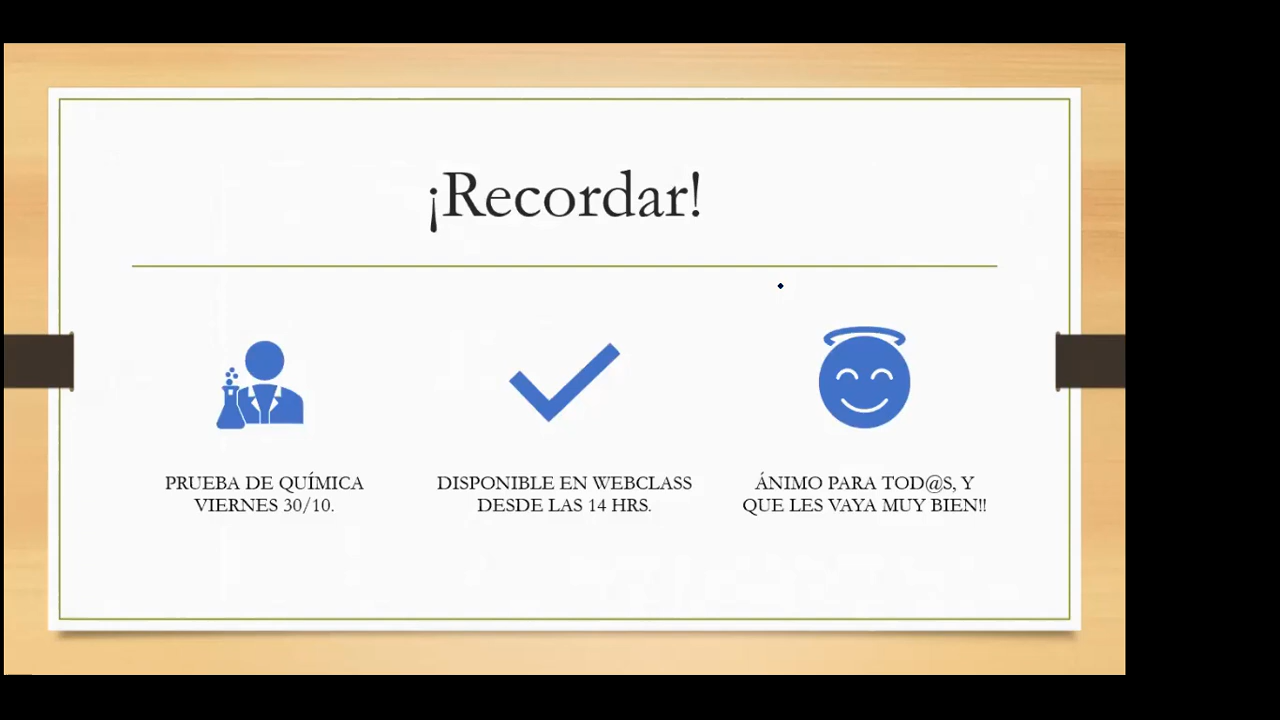 ¡Recordar!
PRUEBA DE QUÍMICA
VIERNES 30/10.
DISPONIBLE EN WEBCLASS
DESDE LAS 14 HRS.
ÁNIMO PARA TOD@S, Y
QUE LES VAYA MUY BIEN!!